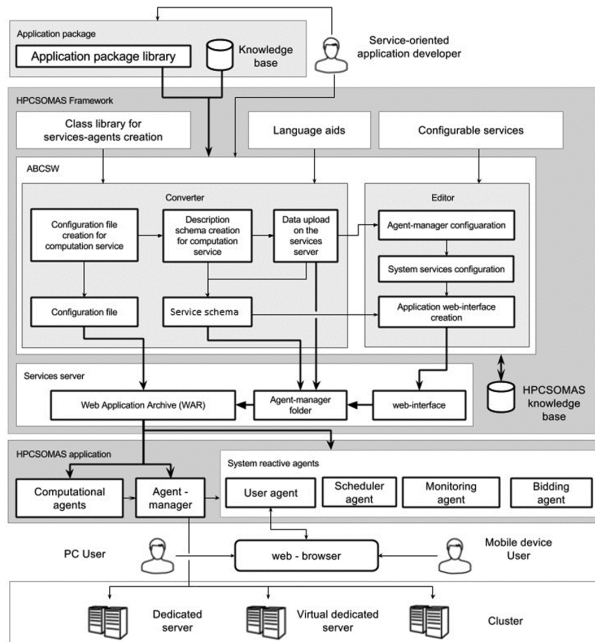 Application package
Application package library
Knowledge
base
Service-oriented
application developer
HPCSOMAS Framework
Class library for
services-agents creation
Language aids
Configurable services
ABCSW
Converter
Editor
Configuration file
creation for
computation service
Description
schema creation
for computation
service
Data upload
on the
services
server
Agent-manager configuaration
System services configuration
Configuration file
Service schema
Application web-interface
creation
Services server
Web Application Archive (WAR)
Agent-manager
folder
web-interface
HPCSOMAS
knowledge
base
HPCSOMAS application
System reactive agents
Computational
agents
Agent -
manager
User agent
Scheduler
agent
Monitoring
agent
Bidding
agent
PC User
web - browser
Mobile device
User
Dedicated
server
Virtual dedicated
server
Cluster